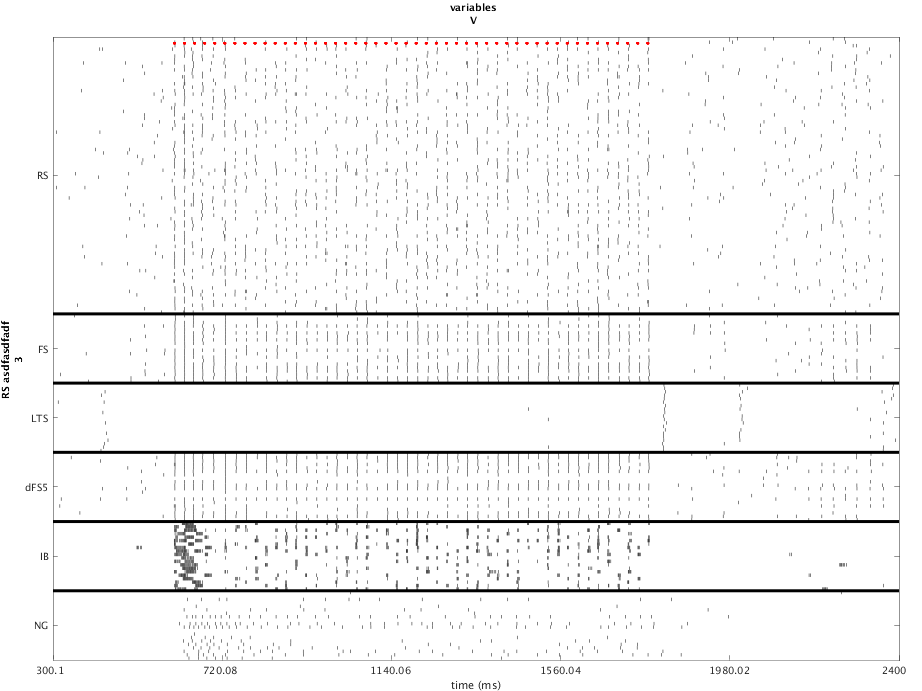 variables
V
RS
FS
LTS
dFS5
IB
NG
RS asdfasdfadf
3
300.1
720.08
1140.06
1560.04
1980.02
2400
time (ms)